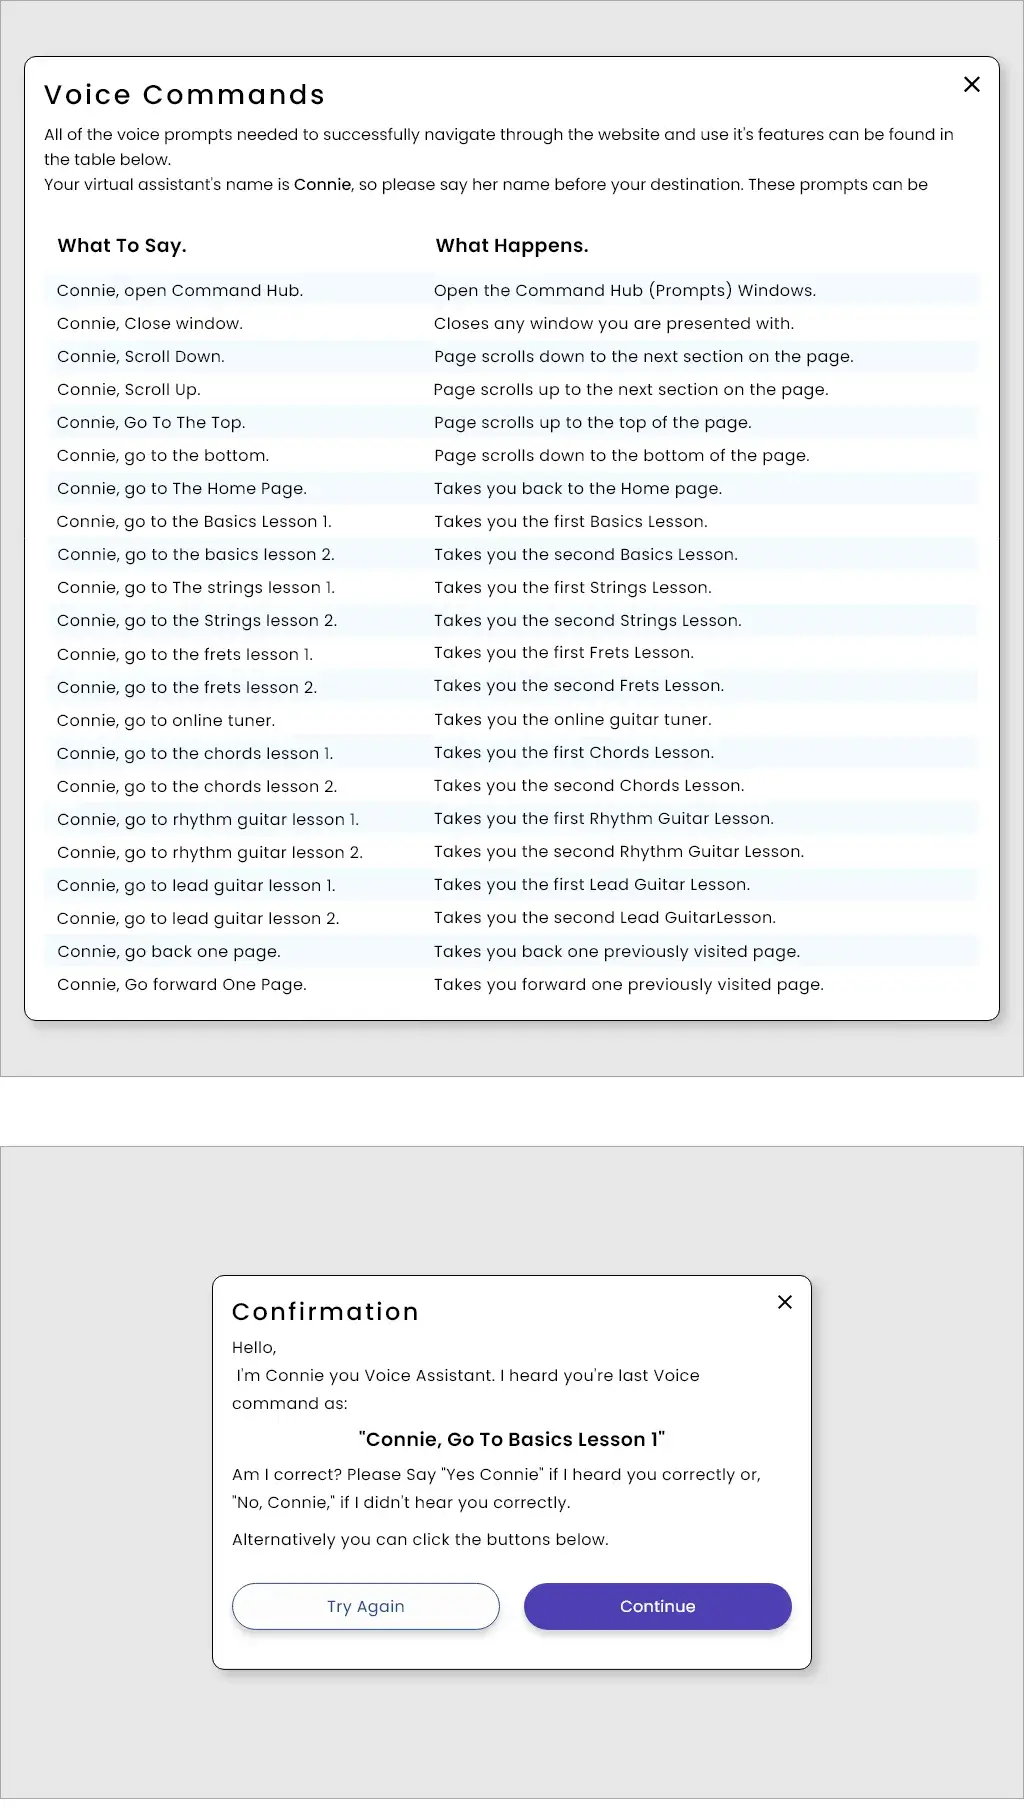 Voice Commands
All of the voice prompts needed to successfully navigate through the website and use it's features can be found in
the table below.
Your virtual assistant's name is Connie, so please say her name before your destination. These prompts can be
What To Say. What Happens.
Connie, open Command Hub. Open the Command Hub (Prompts) Windows.
Connie, Close window. Closes any window you are presented with.
Connie, Scroll Down. Page scrolls down to the next section on the page.
Connie, Scroll Up. Page scrolls up to the next section on the page.
Connie, Go To The Top. Page scrolls up to the top of the page.
Connie, go to the bottom. Page scrolls down to the bottom of the page.
Connie, go to The Home Page. Takes you back to the Home page.
Connie, go to the Basics Lesson 1. Takes you the first Basics Lesson.
Connie, go to the basics lesson 2. Takes you the second Basics Lesson.
Connie, go to The strings lesson 1. Takes you the first Strings Lesson.
Connie, go to the Strings lesson 2. Takes you the second Strings Lesson.
Connie, go to the frets lesson 1. Takes you the first Frets Lesson.
Connie, go to the frets lesson 2. Takes you the second Frets Lesson.
Connie, go to online tuner. Takes you the online guitar tuner.
Connie, go to the chords lesson 1. Takes you the first Chords Lesson.
Connie, go to the chords lesson 2. Takes you the second Chords Lesson.
Connie, go to rhythm guitar lesson 1. Takes you the first Rhythm Guitar Lesson.
Connie, go to rhythm guitar lesson 2. Takes you the second Rhythm Guitar Lesson.
Connie, go to lead guitar lesson 1. Takes you the first Lead Guitar Lesson.
Connie, go to lead guitar lesson 2. Takes you the second Lead GuitarLesson.
Connie, go back one page. Takes you back one previously visited page.
Connie, Go forward One Page. Takes you forward one previously visited page.
Confirmation
Hello,
I'm Connie you Voice Assistant. I heard you're last Voice
command as:
"Connie, Go To Basics Lesson 1"
Am I correct? Please Say "Yes Connie" if I heard you correctly or,
"No, Connie," if I didn't hear you correctly.
Alternatively you can click the buttons below.
Try Again Continue